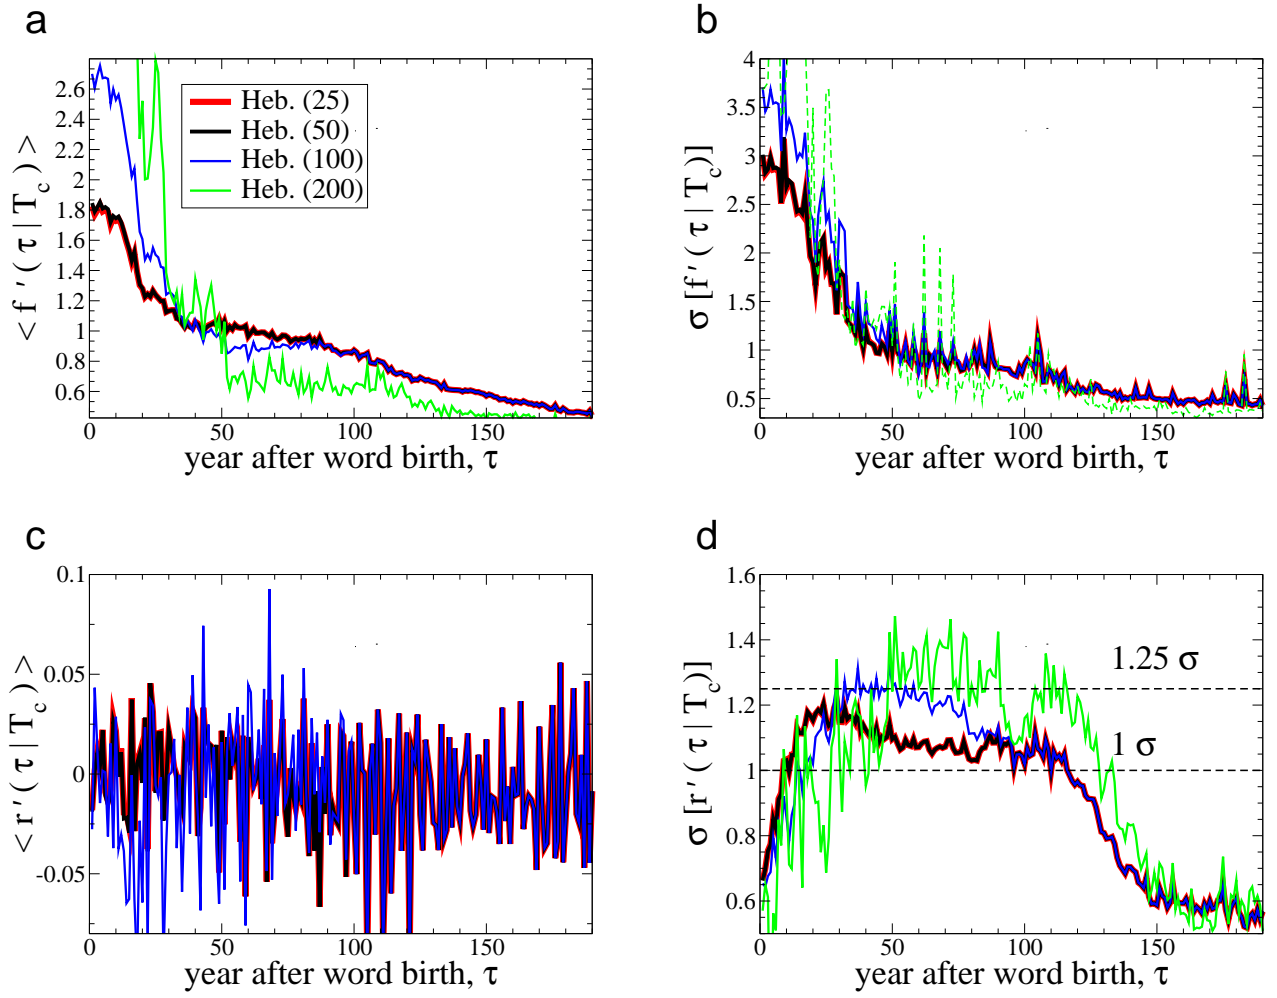 a
< f ' ( τ | T_c ) >
2.6
2.4
2.2
2
1.8
1.6
1.4
1.2
1
0.8
0.6
Heb. (25)
Heb. (50)
Heb. (100)
Heb. (200)
0 50 100 150
year after word birth, τ
b
σ [f ' ( τ | T_c )]
4
3.5
3
2.5
2
1.5
1
0.5
0 50 100 150
year after word birth, τ
c
< r ' ( τ | T_c ) >
0.1
0.05
0
-0.05
0 50 100 150
year after word birth, τ
d
σ [r ' ( τ | T_c )]
1.6
1.4
1.2
1
0.8
0.6
1.25 σ
1 σ
0 50 100 150
year after word birth, τ